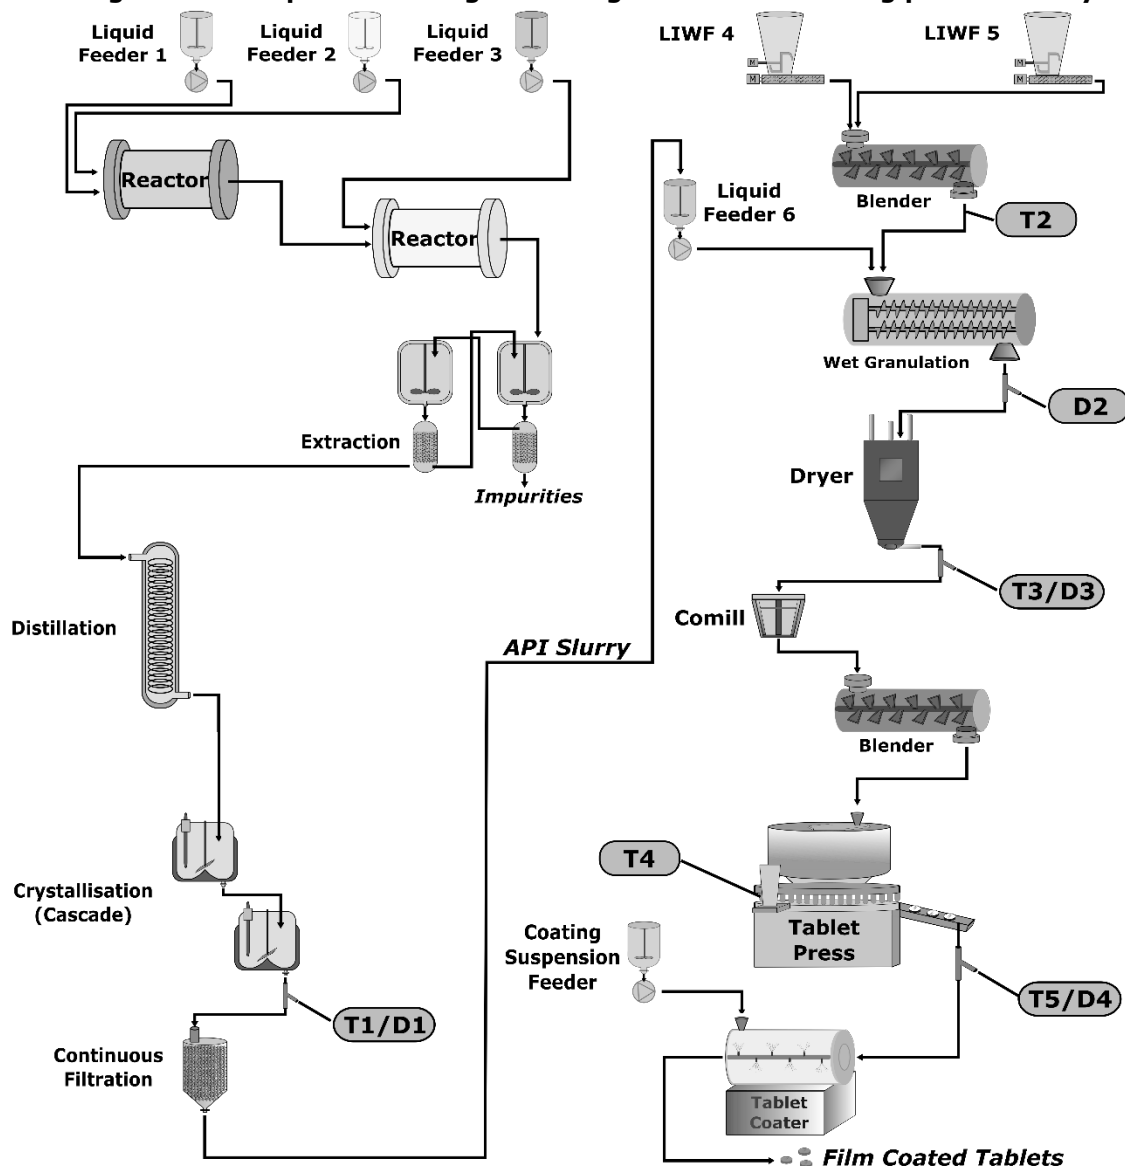 Liquid
Feeder 1
Liquid
Feeder 2
Liquid
Feeder 3
LIWF 4
LIWF 5
M
M
M
M
Reactor
Reactor
Blender
Liquid
Feeder 6
T2
Wet Granulation
D2
Extraction
Impurities
Dryer
T3/D3
Distillation
Comill
API Slurry
Blender
T4
Crystallisation
(Cascade)
Tablet
Press
Coating
Suspension
Feeder
T5/D4
T1/D1
Continuous
Filtration
Tablet
Coater
Film Coated Tablets